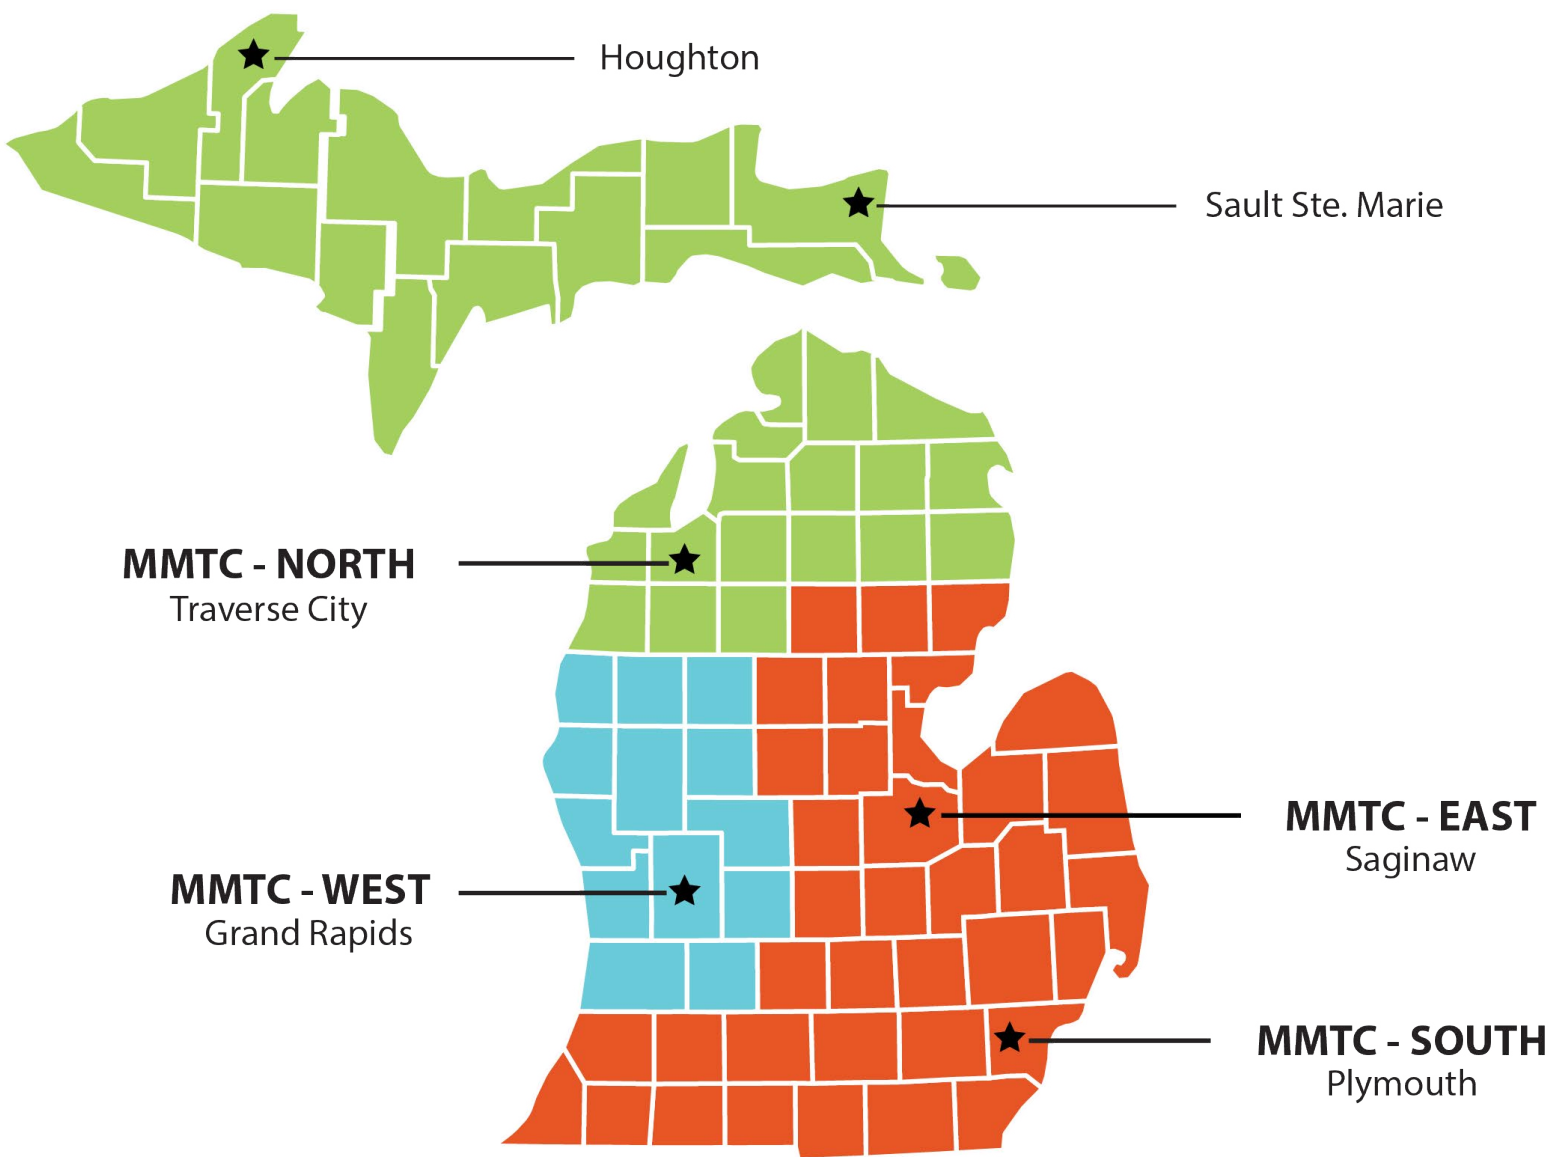 Houghton
Sault Ste. Marie
MMTC - NORTH
Traverse City
MMTC - EAST
Saginaw
MMTC - WEST
Grand Rapids
MMTC - SOUTH
Plymouth